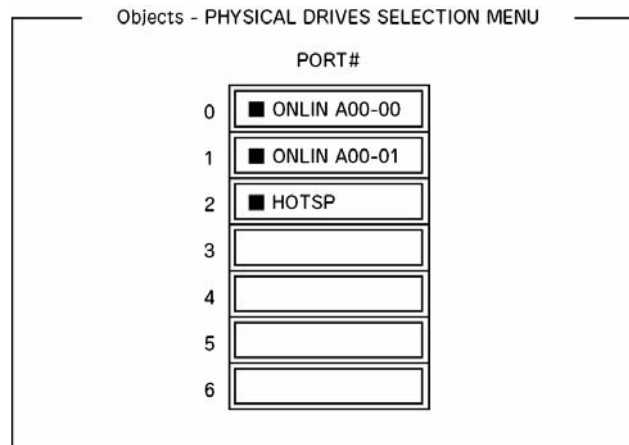 Objects - PHYSICAL DRIVES SELECTION MENU
PORT#
0 ■ ONLIN A00-00
1 ■ ONLIN A00-01
2 ■ HOTSP
3
4
5
6